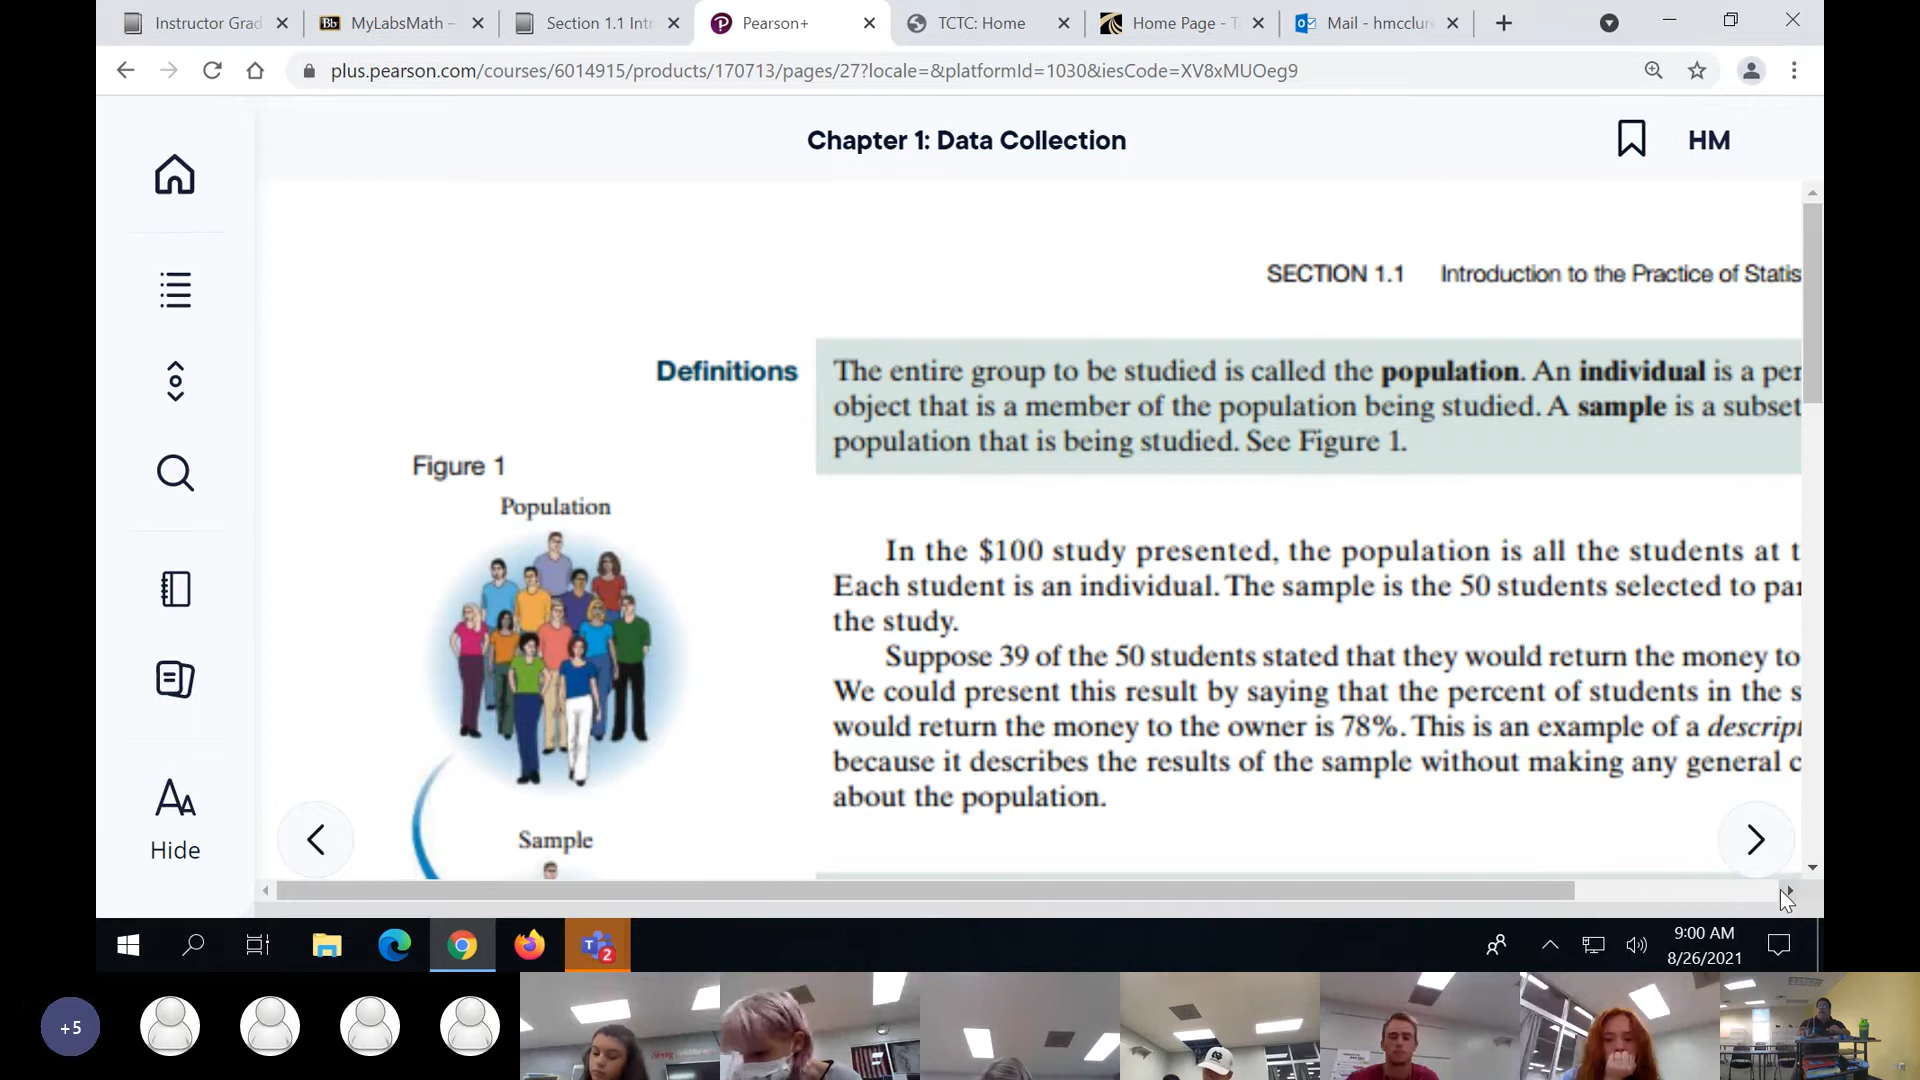 Instructor Grad
MyLabsMath –
Section 1.1 Intr
Pearson+
TCTC: Home
Home Page - T
Mail - hmcclure
plus.pearson.com/courses/6014915/products/170713/pages/27?locale=&platformId=1030&iesCode=XV8xMUOeg9
Chapter 1: Data Collection
HM
SECTION 1.1 Introduction to the Practice of Statis
Definitions
The entire group to be studied is called the population. An individual is a per
object that is a member of the population being studied. A sample is a subset
population that is being studied. See Figure 1.
Figure 1
Population
In the $100 study presented, the population is all the students at t
Each student is an individual. The sample is the 50 students selected to par
the study.
Suppose 39 of the 50 students stated that they would return the money to
We could present this result by saying that the percent of students in the s
would return the money to the owner is 78%. This is an example of a descript
because it describes the results of the sample without making any general c
about the population.
Sample
Hide
9:00 AM
8/26/2021
2
+5